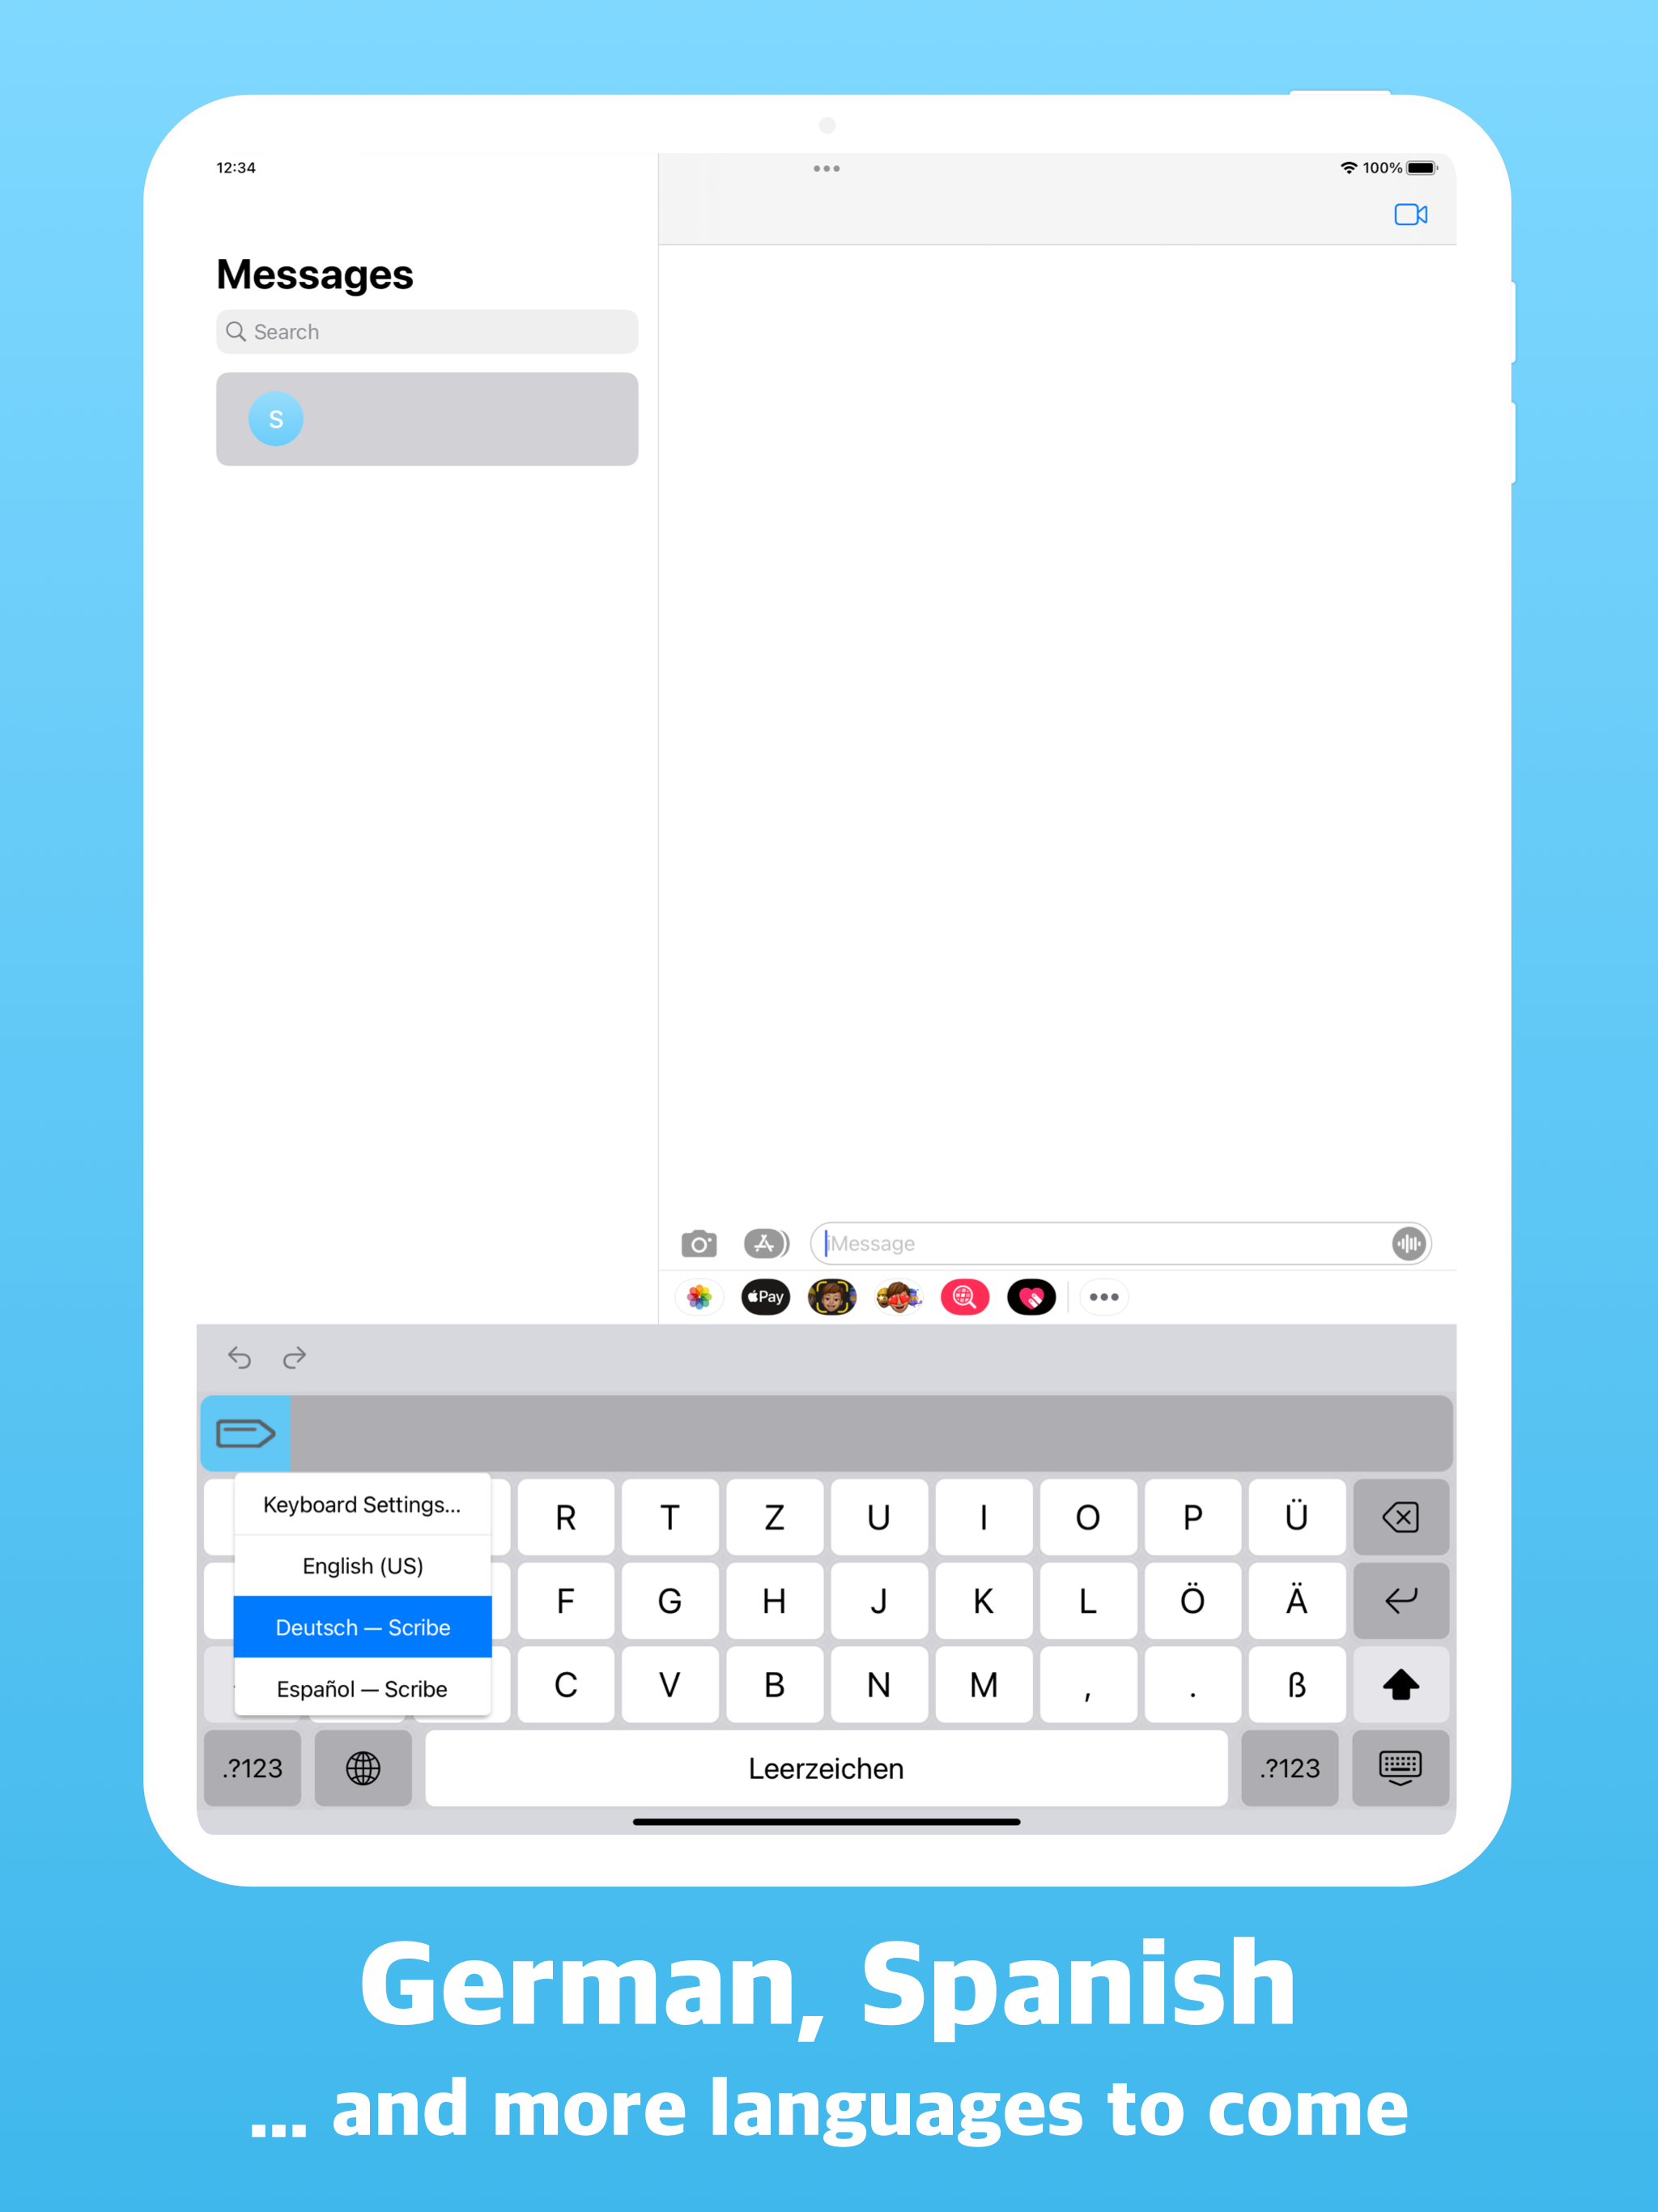 12:34
100%
Messages
Search
S
iMessage
Pay
Keyboard Settings...
English (US)
Deutsch — Scribe
Español — Scribe
R T Z U I O P Ü
F G H J K L Ö Ä
C V B N M , . ß
.?123 Leerzeichen .?123
German, Spanish
... and more languages to come